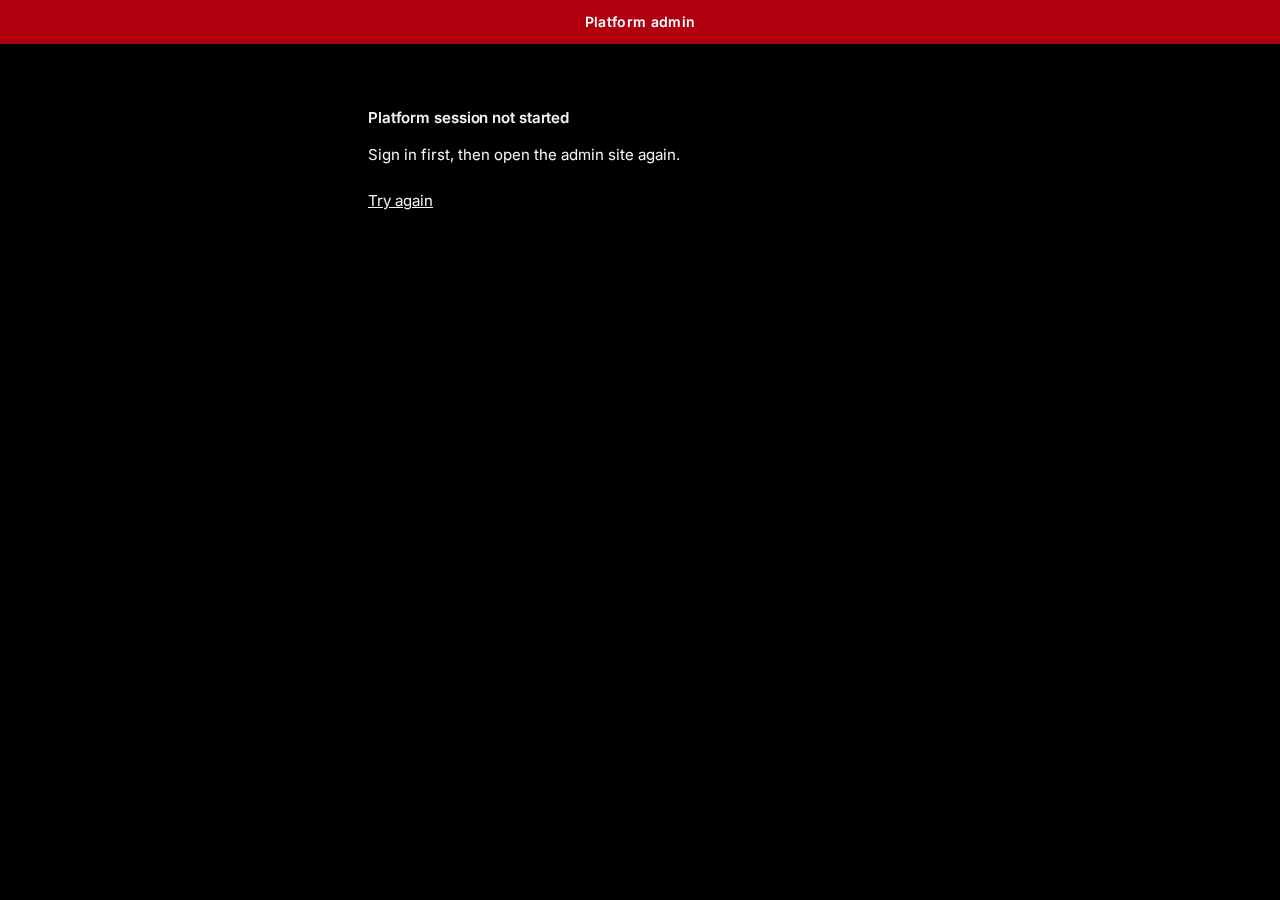 Platform admin
Platform session not started
Sign in first, then open the admin site again.
Try again